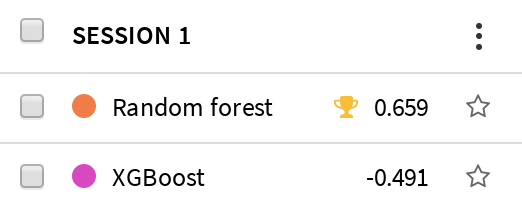 SESSION 1
Random forest 0.659
XGBoost -0.491